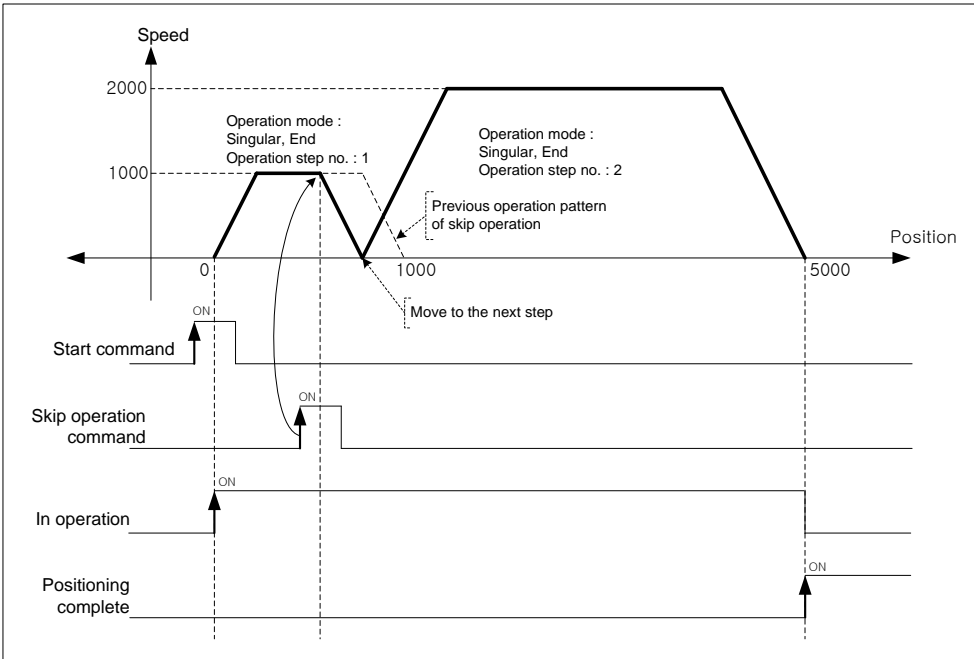 Speed
2000
Operation mode :
Singular, End
Operation step no. : 1
Operation mode :
Singular, End
Operation step no. : 2
1000
Previous operation pattern
of skip operation
Position
0
1000
5000
Move to the next step
ON
Start command
ON
Skip operation
command
ON
In operation
ON
Positioning
complete